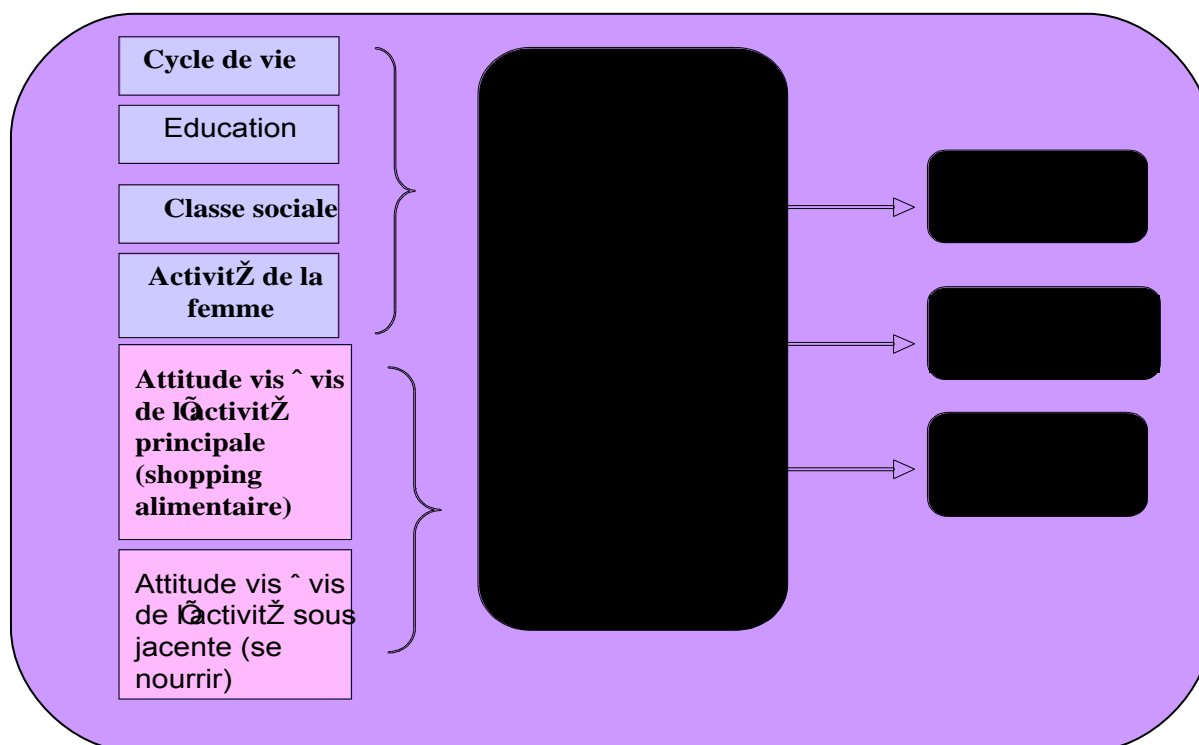 Cycle de vie
Education
Classe sociale
ActivitŽ de la
femme
Attitude vis ˆ vis
de lÕactivitŽ
principale
(shopping
alimentaire)
Attitude vis ˆ vis
de lÕactivitŽ sous
jacente (se
nourrir)